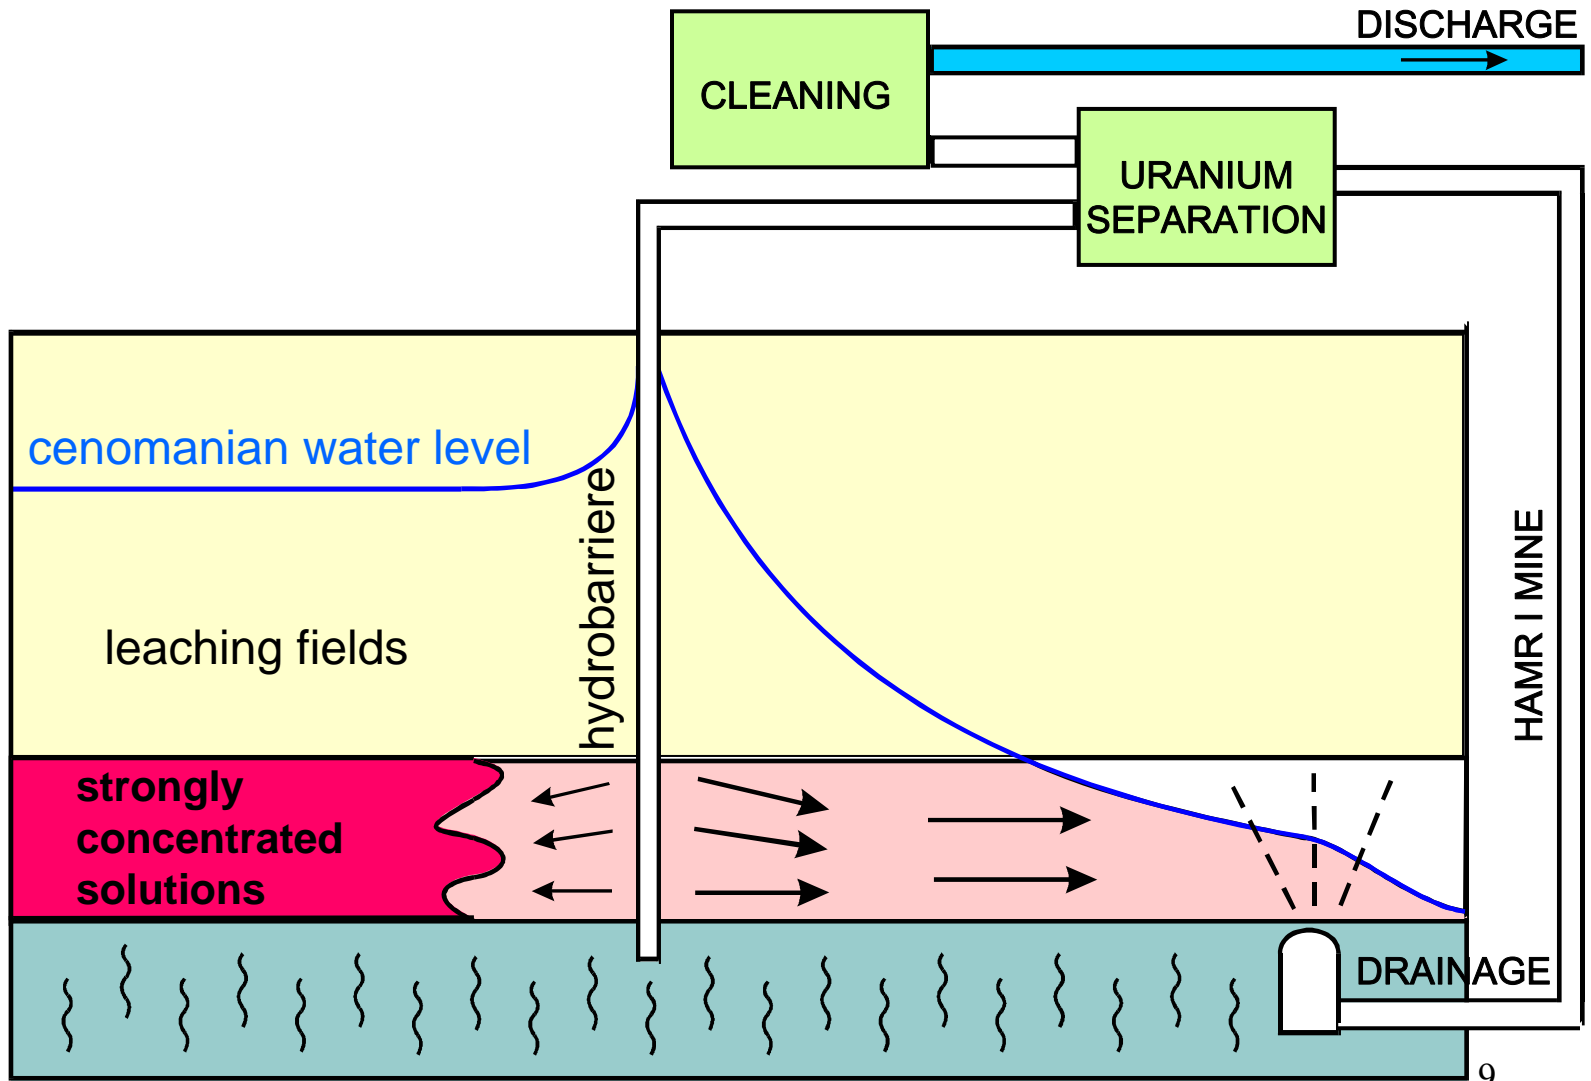 DISCHARGE
CLEANING
URANIUM
SEPARATION
cenomanian water level
hydrobarriere
leaching fields
HAMR I MINE
strongly
concentrated
solutions
DRAINAGE
9